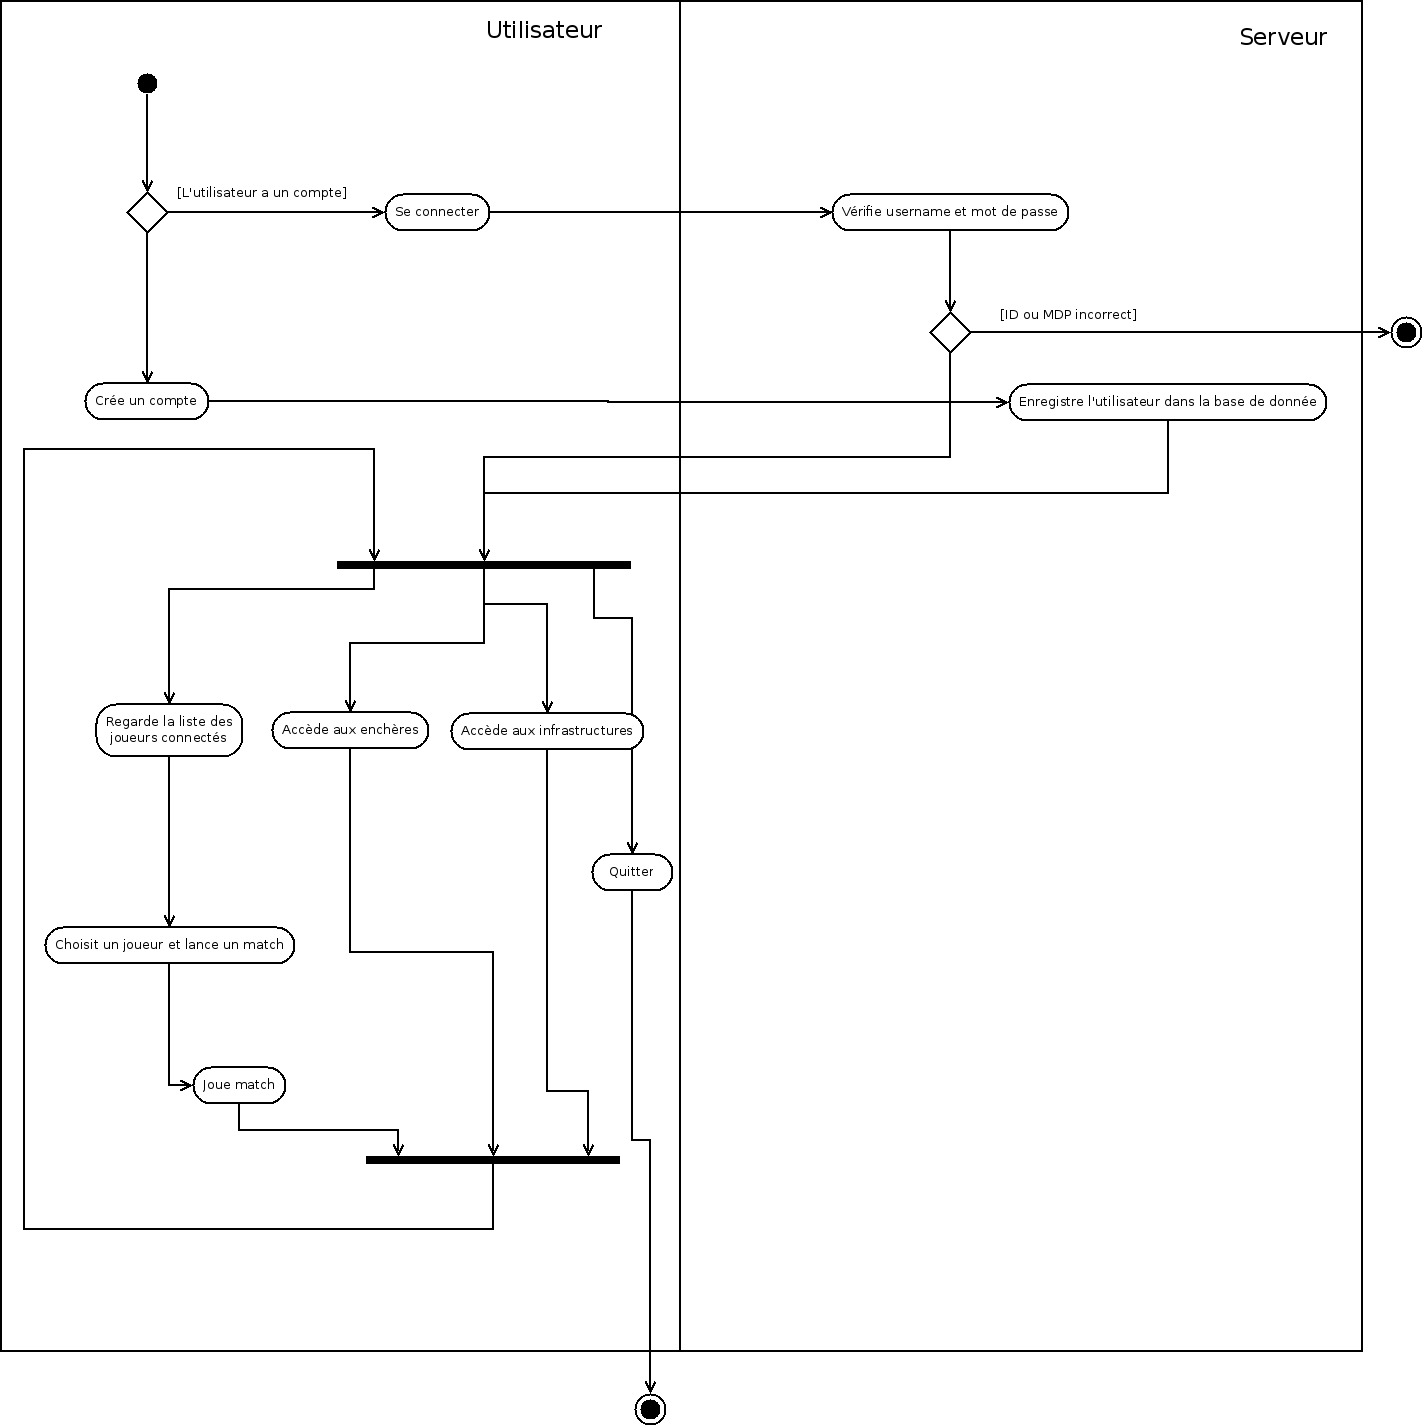 Utilisateur
Serveur
[L'utilisateur a un compte]
Se connecter
Vérifie username et mot de passe
[ID ou MDP incorrect]
Crée un compte
Enregistre l'utilisateur dans la base de donnée
Regarde la liste des
joueurs connectés
Accède aux enchères
Accède aux infrastructures
Quitter
Choisit un joueur et lance un match
Joue match